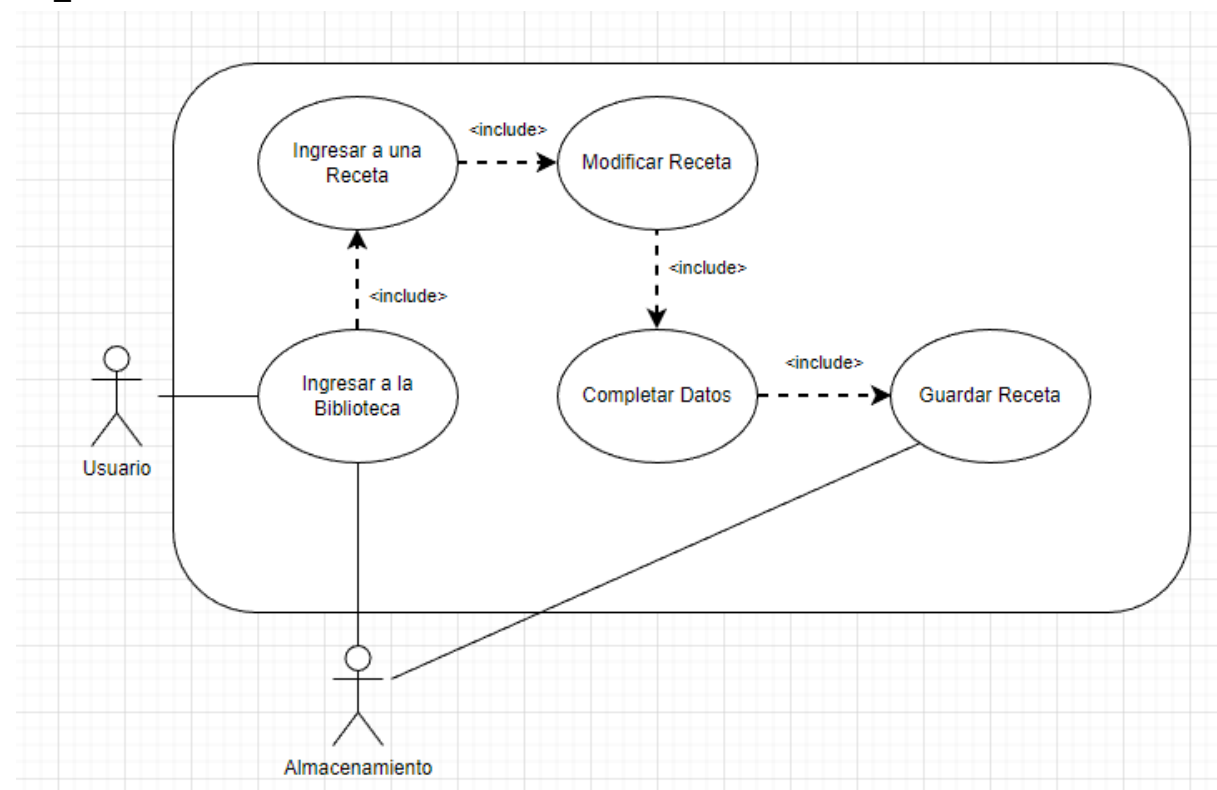 Ingresar a una
Receta
<include>
Modificar Receta
<include>
<include>
Ingresar a la
Biblioteca
Completar Datos
<include>
Guardar Receta
Usuario
Almacenamiento